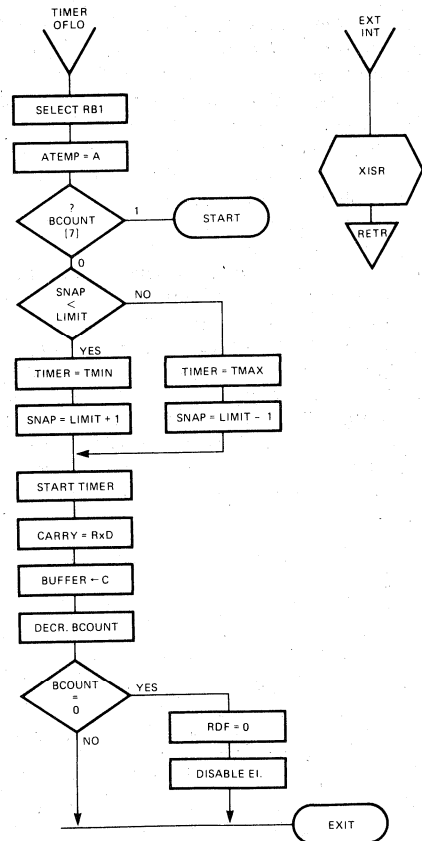 TIMER
OFLO
SELECT RB1
ATEMP = A
?
BCOUNT
[7]
1
START
0
SNAP
<
LIMIT
NO
YES
TIMER = TMIN
TIMER = TMAX
SNAP = LIMIT + 1
SNAP = LIMIT - 1
START TIMER
CARRY = RxD
BUFFER ← C
DECR. BCOUNT
BCOUNT
=
0
YES
NO
RDF = 0
DISABLE EI.
EXIT
EXT
INT
XISR
RETR